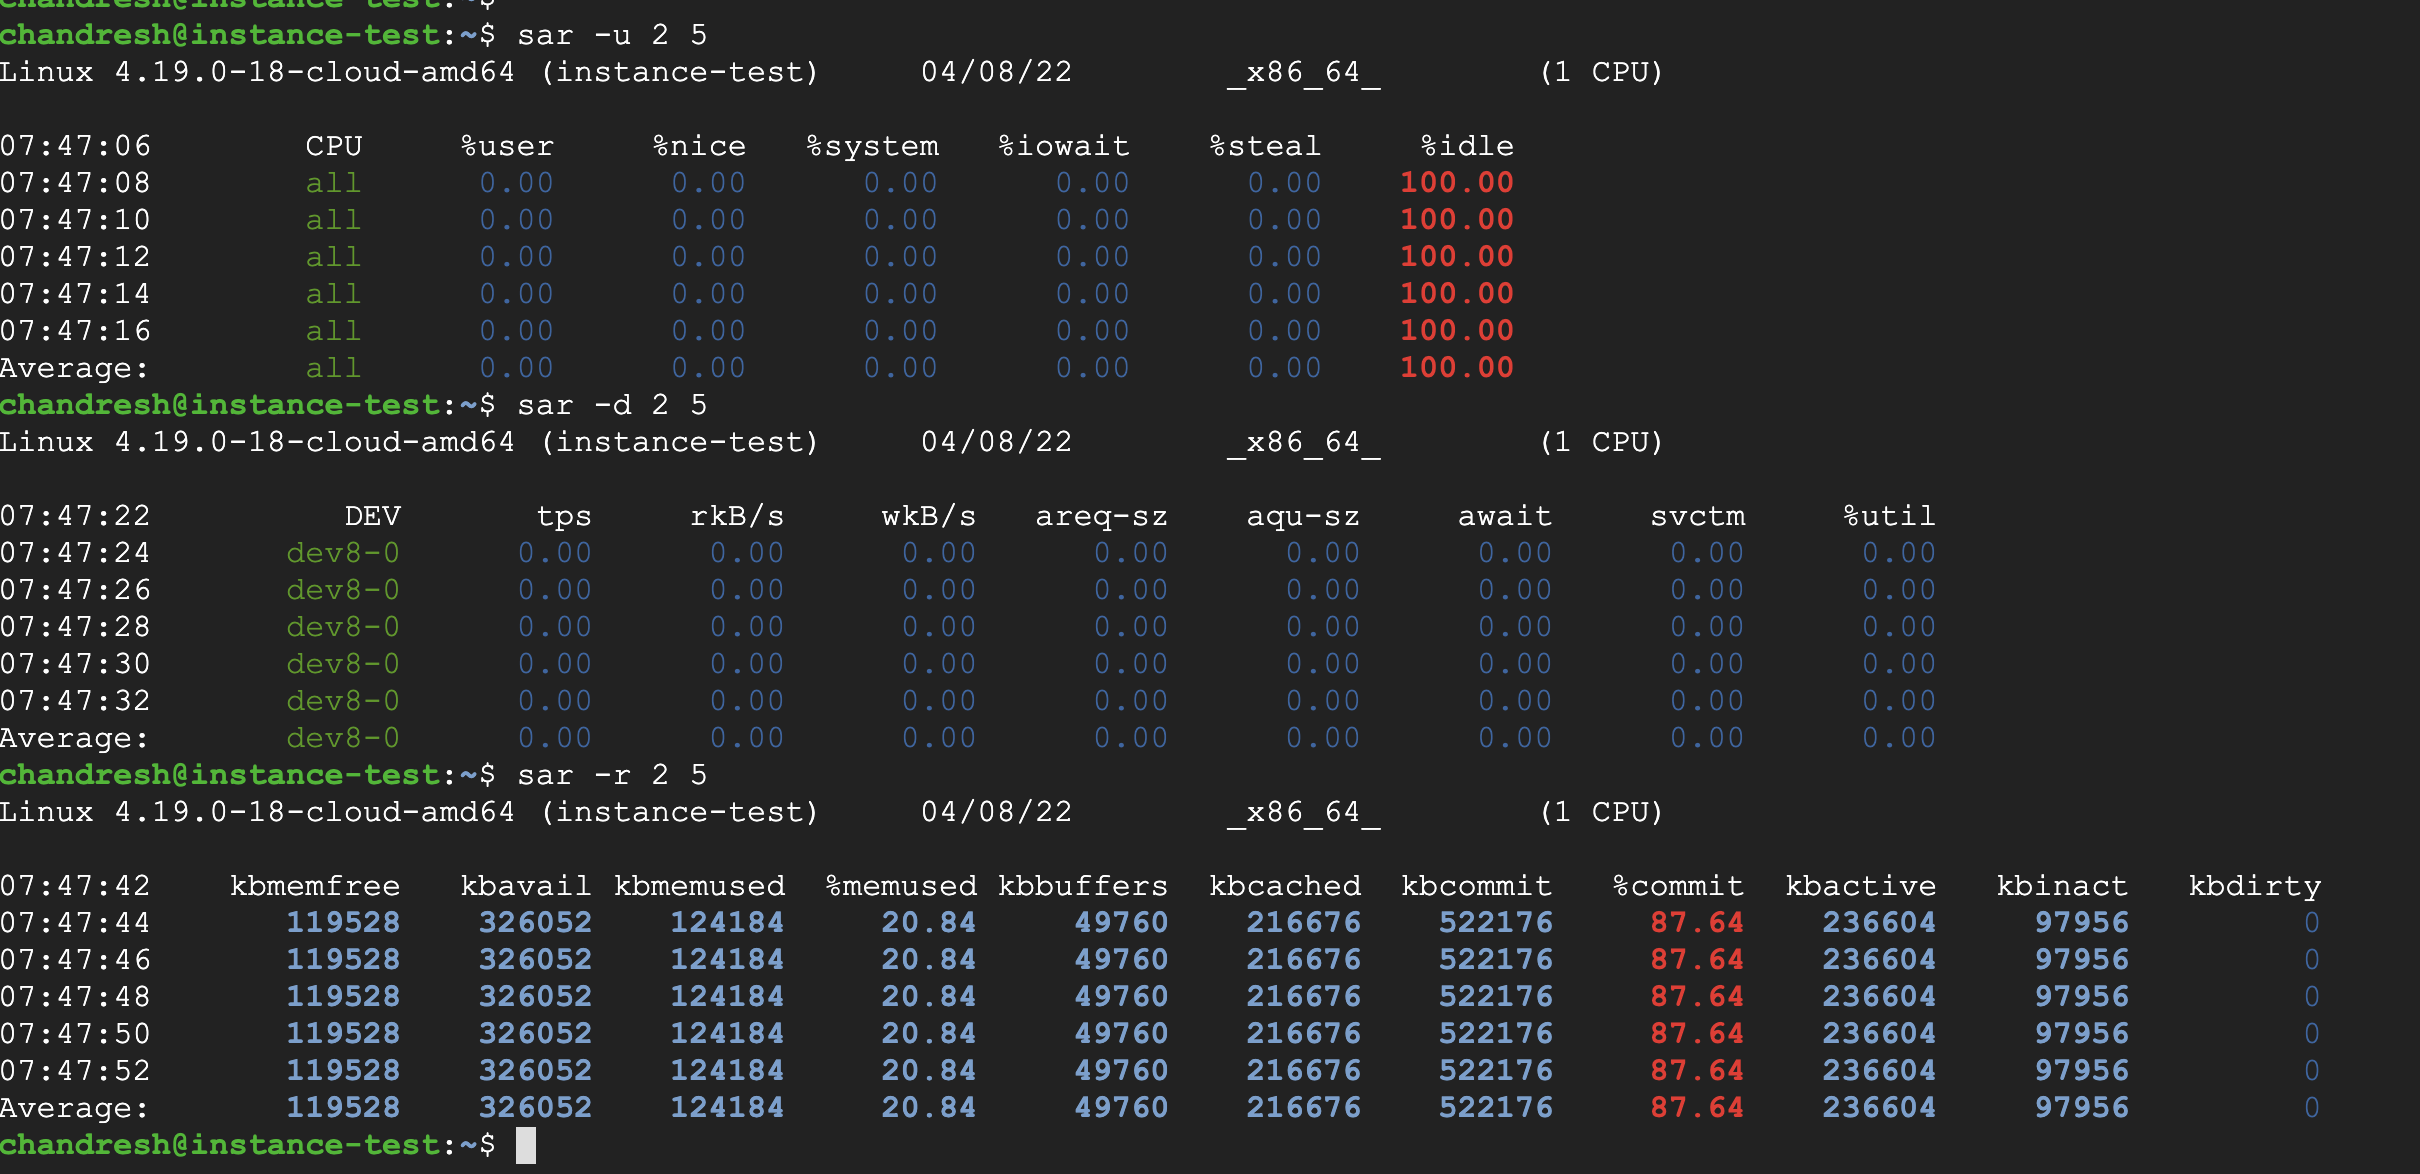 chandresh@instance-test:~$
chandresh@instance-test:~$ sar -u 2 5
Linux 4.19.0-18-cloud-amd64 (instance-test) 04/08/22 _x86_64_ (1 CPU)
07:47:06 CPU %user %nice %system %iowait %steal %idle
07:47:08 all 0.00 0.00 0.00 0.00 0.00 100.00
07:47:10 all 0.00 0.00 0.00 0.00 0.00 100.00
07:47:12 all 0.00 0.00 0.00 0.00 0.00 100.00
07:47:14 all 0.00 0.00 0.00 0.00 0.00 100.00
07:47:16 all 0.00 0.00 0.00 0.00 0.00 100.00
Average: all 0.00 0.00 0.00 0.00 0.00 100.00
chandresh@instance-test:~$ sar -d 2 5
Linux 4.19.0-18-cloud-amd64 (instance-test) 04/08/22 _x86_64_ (1 CPU)
07:47:22 DEV tps rkB/s wkB/s areq-sz aqu-sz await svctm %util
07:47:24 dev8-0 0.00 0.00 0.00 0.00 0.00 0.00 0.00 0.00
07:47:26 dev8-0 0.00 0.00 0.00 0.00 0.00 0.00 0.00 0.00
07:47:28 dev8-0 0.00 0.00 0.00 0.00 0.00 0.00 0.00 0.00
07:47:30 dev8-0 0.00 0.00 0.00 0.00 0.00 0.00 0.00 0.00
07:47:32 dev8-0 0.00 0.00 0.00 0.00 0.00 0.00 0.00 0.00
Average: dev8-0 0.00 0.00 0.00 0.00 0.00 0.00 0.00 0.00
chandresh@instance-test:~$ sar -r 2 5
Linux 4.19.0-18-cloud-amd64 (instance-test) 04/08/22 _x86_64_ (1 CPU)
07:47:42 kbmemfree kbavail kbmemused %memused kbbuffers kbcached kbcommit %commit kbactive kbinact kbdirty
07:47:44 119528 326052 124184 20.84 49760 216676 522176 87.64 236604 97956 0
07:47:46 119528 326052 124184 20.84 49760 216676 522176 87.64 236604 97956 0
07:47:48 119528 326052 124184 20.84 49760 216676 522176 87.64 236604 97956 0
07:47:50 119528 326052 124184 20.84 49760 216676 522176 87.64 236604 97956 0
07:47:52 119528 326052 124184 20.84 49760 216676 522176 87.64 236604 97956 0
Average: 119528 326052 124184 20.84 49760 216676 522176 87.64 236604 97956 0
chandresh@instance-test:~$